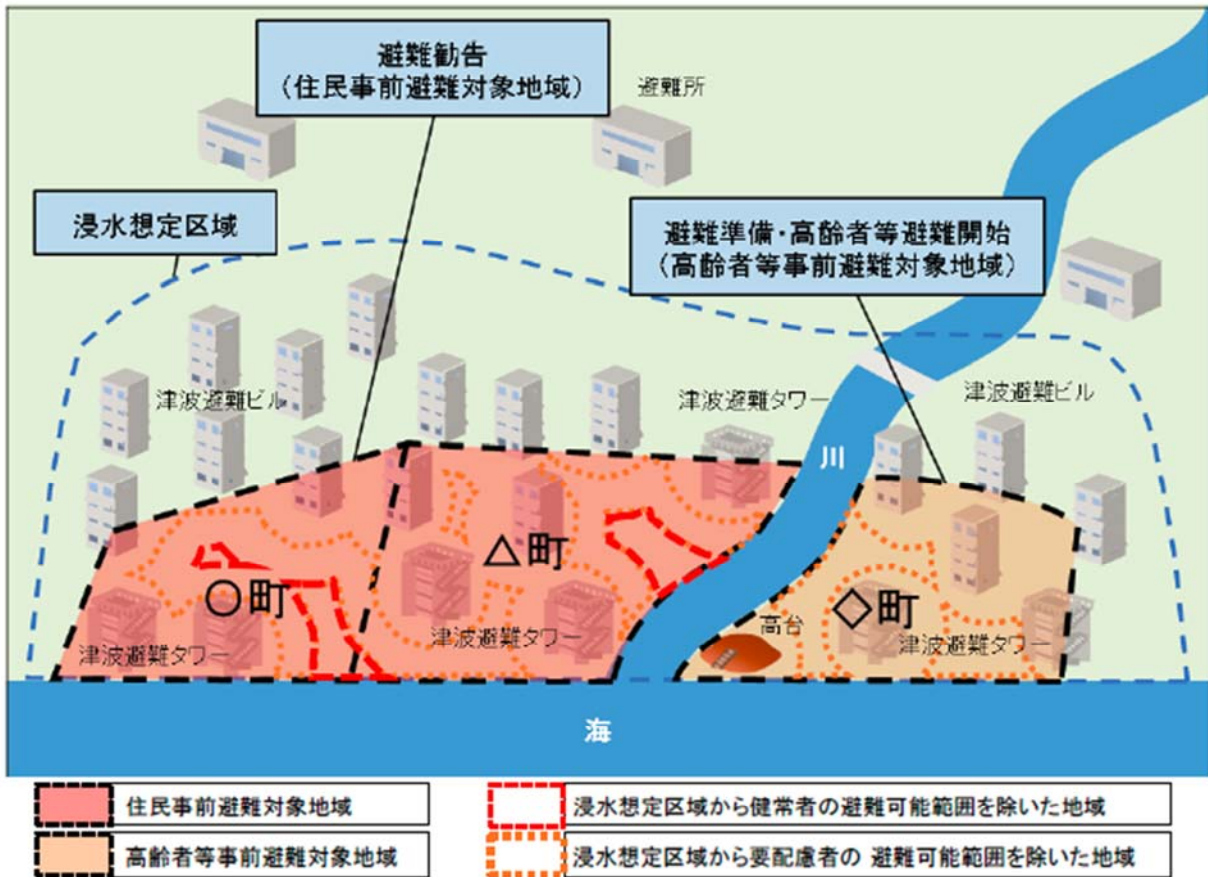 避難勧告
（住民事前避難対象地域）
避難所
浸水想定区域
避難準備・高齢者等避難開始
（高齢者等事前避難対象地域）
津波避難ビル
津波避難タワー
津波避難ビル
川
△町
○町
◇町
高台
津波避難タワー
津波避難タワー
津波避難タワー
海
住民事前避難対象地域
浸水想定区域から健常者の避難可能範囲を除いた地域
高齢者等事前避難対象地域
浸水想定区域から要配慮者の 避難可能範囲を除いた地域